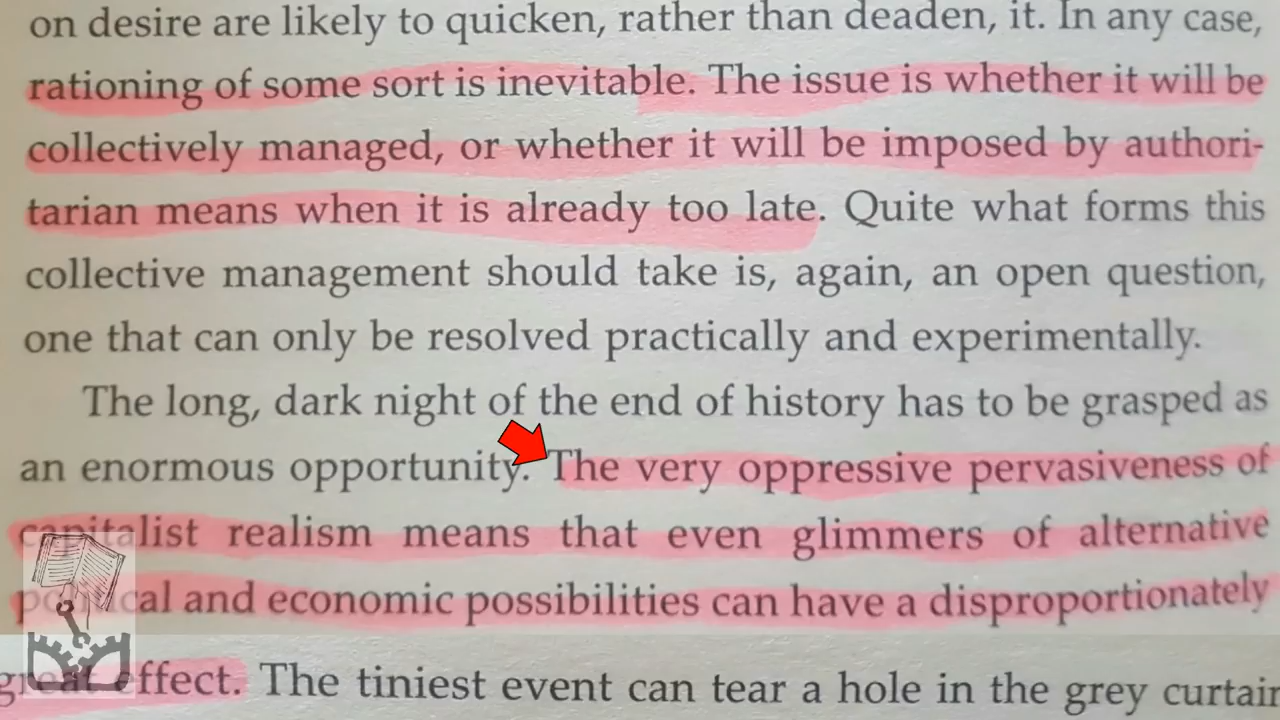 on desire are likely to quicken, rather than deaden, it. In any case,
rationing of some sort is inevitable. The issue is whether it will be
collectively managed, or whether it will be imposed by authori-
tarian means when it is already too late. Quite what forms this
collective management should take is, again, an open question,
one that can only be resolved practically and experimentally.
The long, dark night of the end of history has to be grasped as
an enormous opportunity. The very oppressive pervasiveness of
capitalist realism means that even glimmers of alternative
political and economic possibilities can have a disproportionately
great effect. The tiniest event can tear a hole in the grey curtain